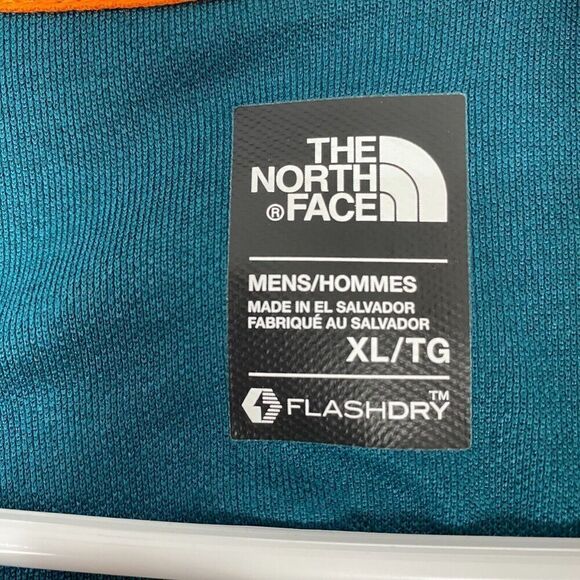 THE
NORTH
® FACE
MENS/HOMMES
MADE IN EL SALVADOR
FABRIQUÉ AU SALVADOR
XL/TG
FLASHDRY™